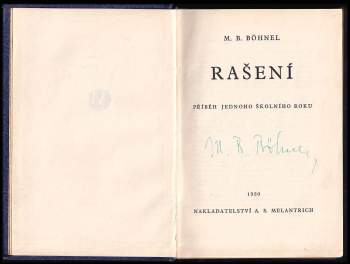 M. B. BÖHNEL
RAŠENÍ
PŘÍBĚH JEDNOHO ŠKOLNÍHO ROKU
M. B. Böhnel
1930
NAKLADATELSTVÍ A. S. MELANTRICH